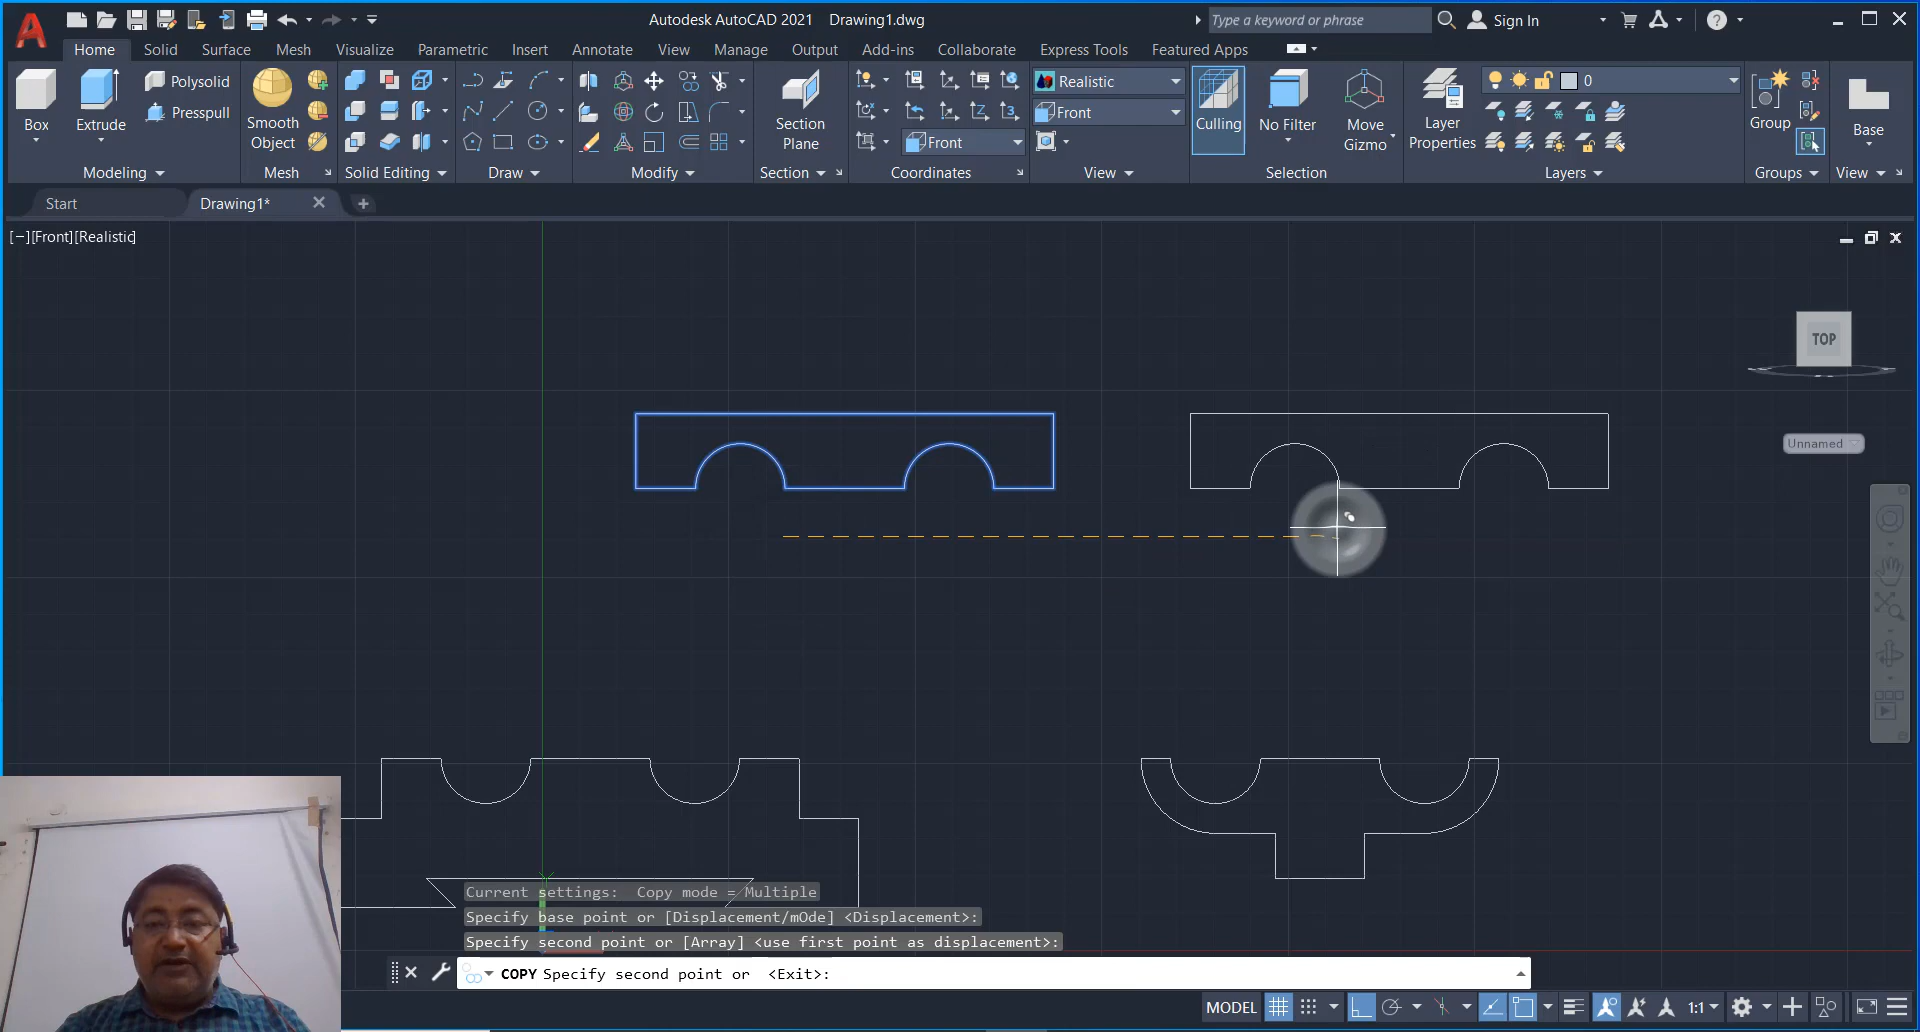 Autodesk AutoCAD 2021 Drawing1.dwg
Type a keyword or phrase
Sign In
Home Solid Surface Mesh Visualize Parametric Insert Annotate View Manage Output Add-ins Collaborate Express Tools Featured Apps
Box
Extrude
Polysolid
Presspull
Modeling
Smooth
Object
Mesh
Solid Editing
Draw
Modify
Section
Plane
Section
Front
Coordinates
Realistic
Front
View
Culling
No Filter
Move
Gizmo
Selection
Layer
Properties
0
Layers
Group
Groups
Base
View
Start
Drawing1*
[−][Front][Realistic]
TOP
Unnamed
Current settings: Copy mode = Multiple
Specify base point or [Displacement/mOde] <Displacement>:
Specify second point or [Array] <use first point as displacement>:
COPY Specify second point or <Exit>:
MODEL
1:1